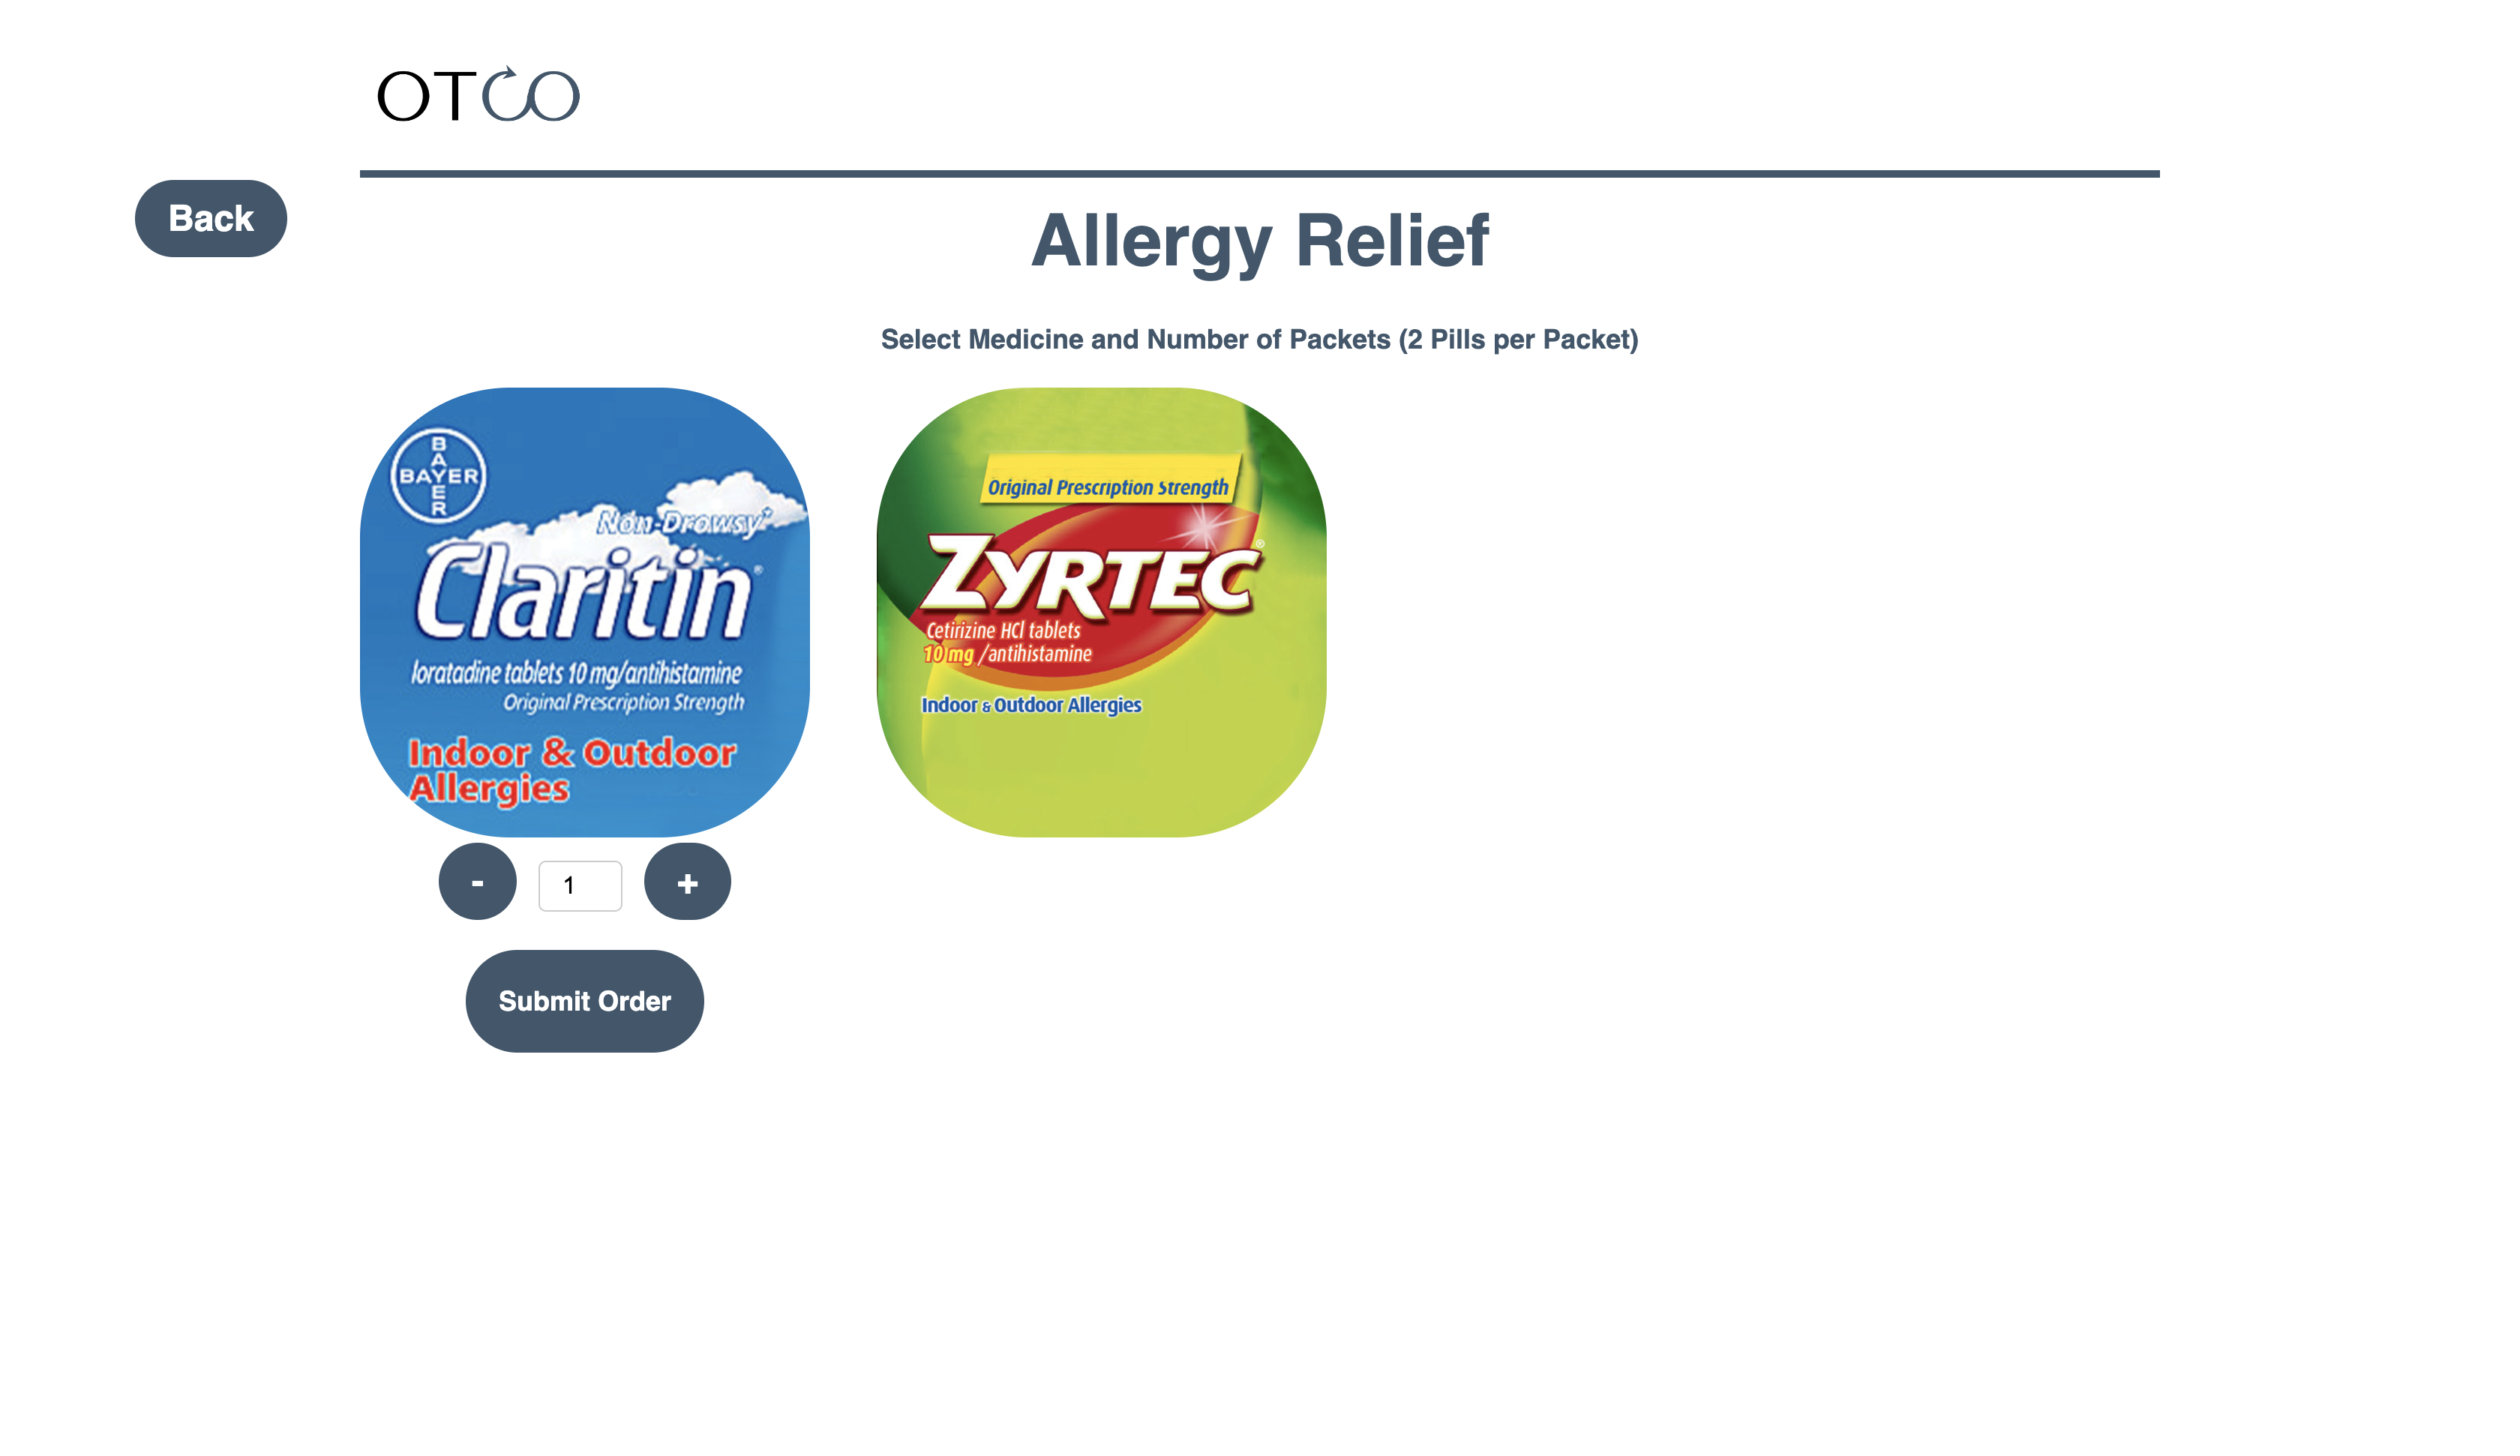 OTCO
Back
Allergy Relief
Select Medicine and Number of Packets (2 Pills per Packet)
BAYER
BAYER
Non-Drowsy*
Claritin®
loratadine tablets 10 mg/antihistamine
Original Prescription Strength
Indoor & Outdoor
Allergies
Original Prescription Strength
ZYRTEC®
Cetirizine HCl tablets
10 mg /antihistamine
Indoor & Outdoor Allergies
- 1 +
Submit Order